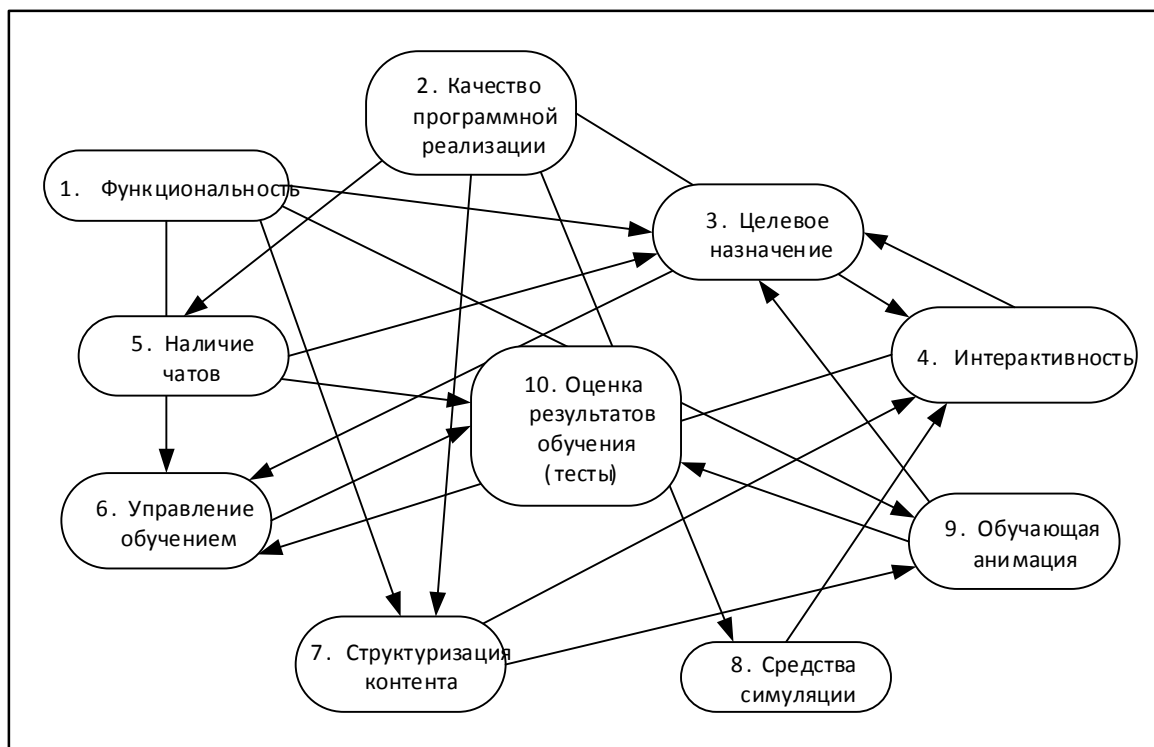 2. Качество
программной
реализации
1. Функциональность
3. Целевое
назначение
5. Наличие
чатов
4. Интерактивность
10. Оценка
результатов
обучения
(тесты)
6. Управление
обучением
9. Обучающая
анимация
7. Структуризация
контента
8. Средства
симуляции